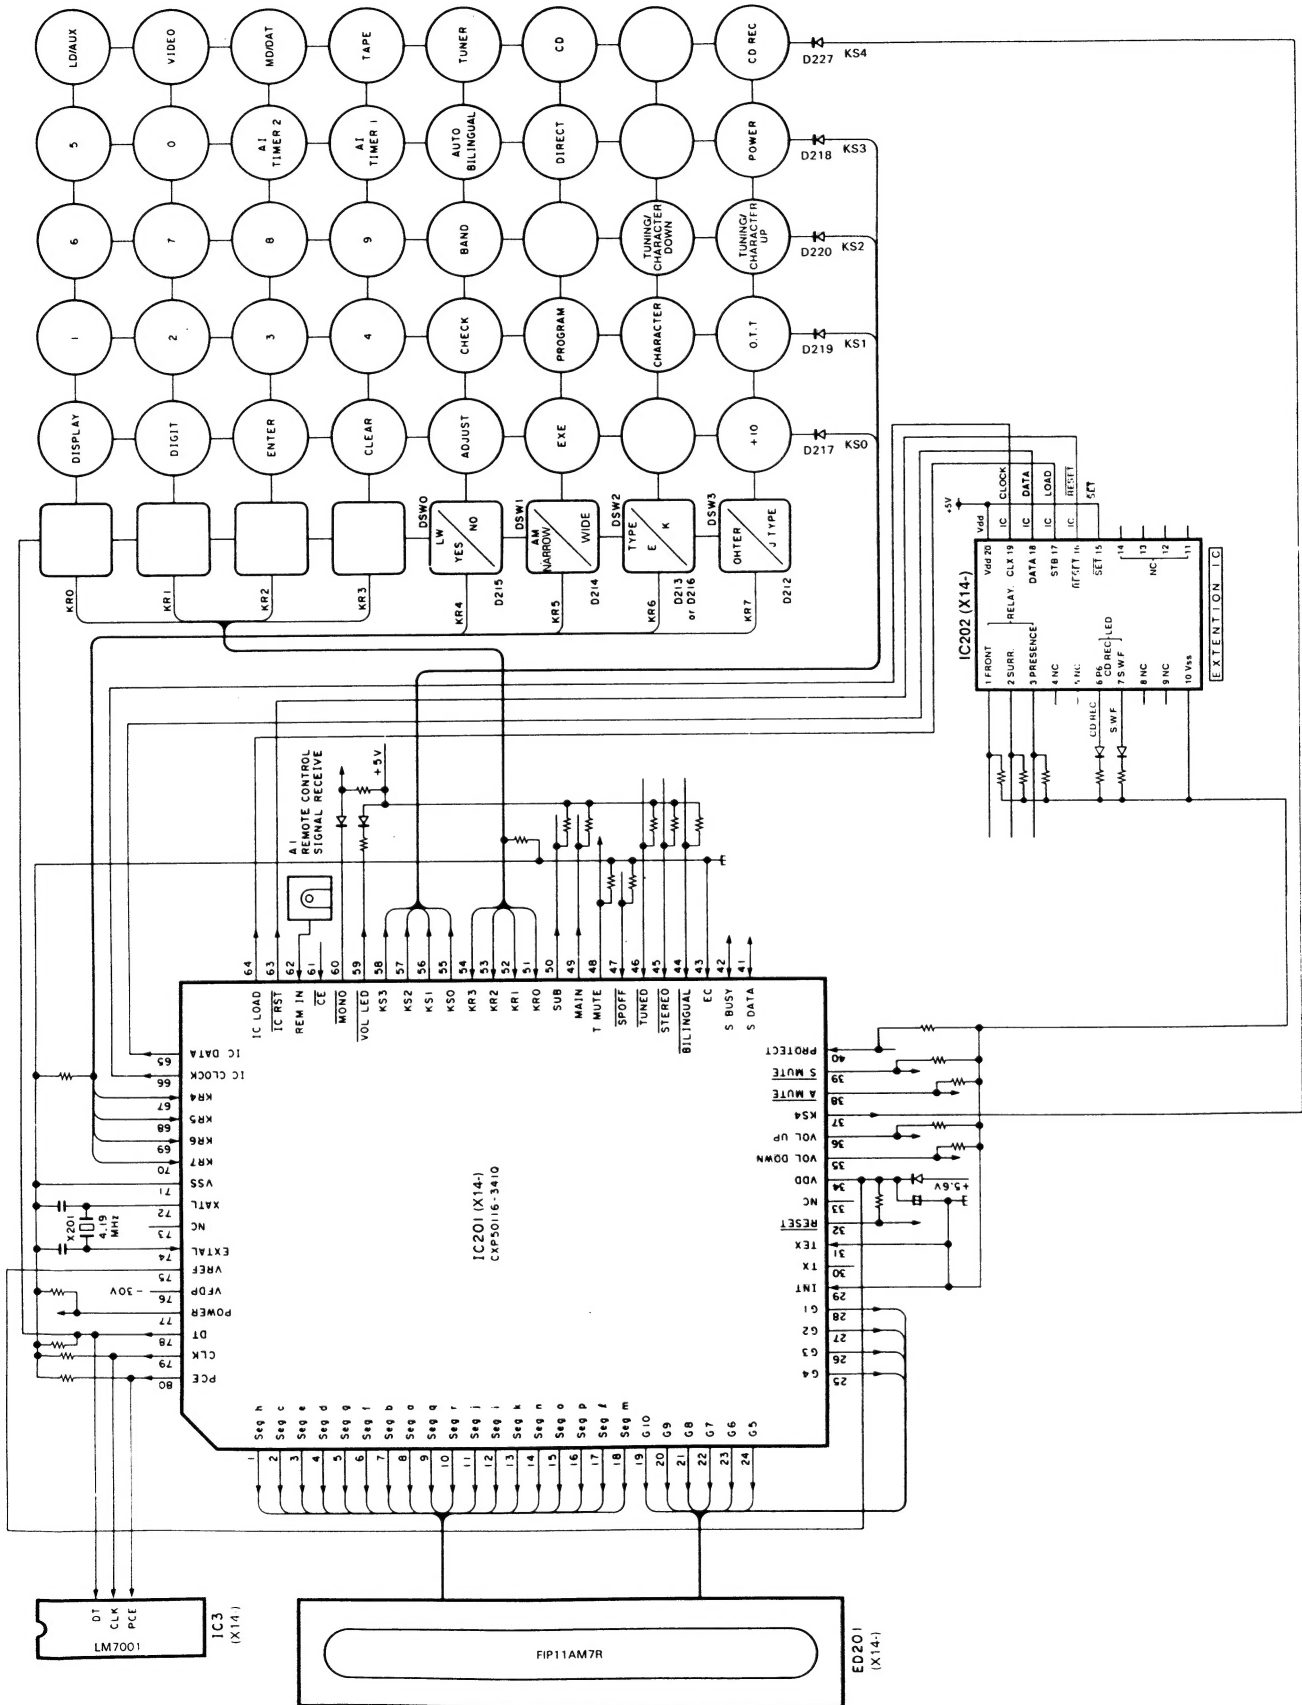 LD/AUX
VIDEO
MD/DAT
TAPE
TUNER
CD
CD REC
D227 KS4
5
0
AI
TIMER 2
AI
TIMER 1
AUTO
BILINGUAL
DIRECT
POWER
D218 KS3
6
7
8
9
BAND
TUNING/
CHARACTER
DOWN
TUNING/
CHARACTER
UP
D220 KS2
1
2
3
4
CHECK
PROGRAM
CHARACTER
O.T.T
D219 KS1
DISPLAY
DIGIT
ENTER
CLEAR
ADJUST
EXE
+10
D217 KS0
DSW0
LW
YES
NO
D215
DSW1
AM
NARROW
WIDE
D214
DSW2
TYPE
E
K
D213
or D216
DSW3
OHTER
J TYPE
D212
KR0
KR1
KR2
KR3
KR4
KR5
KR6
KR7
+5V
Vdd
IC CLOCK
IC DATA
IC LOAD
IC RESET
SET
IC202 (X14-)
1 FRONT
2 SURR.
3 PRESENCE
RELAY
4 NC
5 NC
6 P6
CD REC
LED
7 S.W.F
8 NC
9 NC
10 Vss
Vdd 20
CLX 19
DATA 18
STB 17
RESET 16
SET 15
14
13
NC
12
11
EXTENTION IC
CD REC
S.W.F
AI
REMOTE CONTROL
SIGNAL RECEIVE
+5V
64 IC LOAD
63 IC RST
62 REM IN
61 CE
60 MONO
59 VOL LED
58 KS3
57 KS2
56 KS1
55 KS0
54 KR3
53 KR2
52 KR1
51 KR0
50 SUB
49 MAIN
48 T MUTE
47 SPOFF
46 TUNED
45 STEREO
44 BILINGUAL
43 EC
42 S BUSY
41 S DATA
IC DATA 65
IC CLOCK 66
KR4 67
KR5 68
KR6 69
KR7 70
VSS 71
XATL 72
NC 73
EXTAL 74
VREF 75
VFDP 76
POWER 77
DT 78
CLK 79
PCE 80
X201
4.19
MHz
-30V
IC201 (X14-)
CXP50116-3410
PROTECT 40
S MUTE 39
A MUTE 38
KS4 37
VOL UP 36
VOL DOWN 35
VDD 34
NC 33
RESET 32
TEX 31
TX 30
INT 29
G1 28
G2 27
G3 26
G4 25
+5.6V
1 Seg h
2 Seg c
3 Seg e
4 Seg d
5 Seg g
6 Seg f
7 Seg b
8 Seg a
9 Seg q
10 Seg r
11 Seg j
12 Seg i
13 Seg k
14 Seg n
15 Seg o
16 Seg p
17 Seg l
18 Seg m
19 G10
20 G9
21 G8
22 G7
23 G6
24 G5
DT
CLK
PCE
LM7001
IC3
(X14-)
FIP11AM7R
ED201
(X14-)